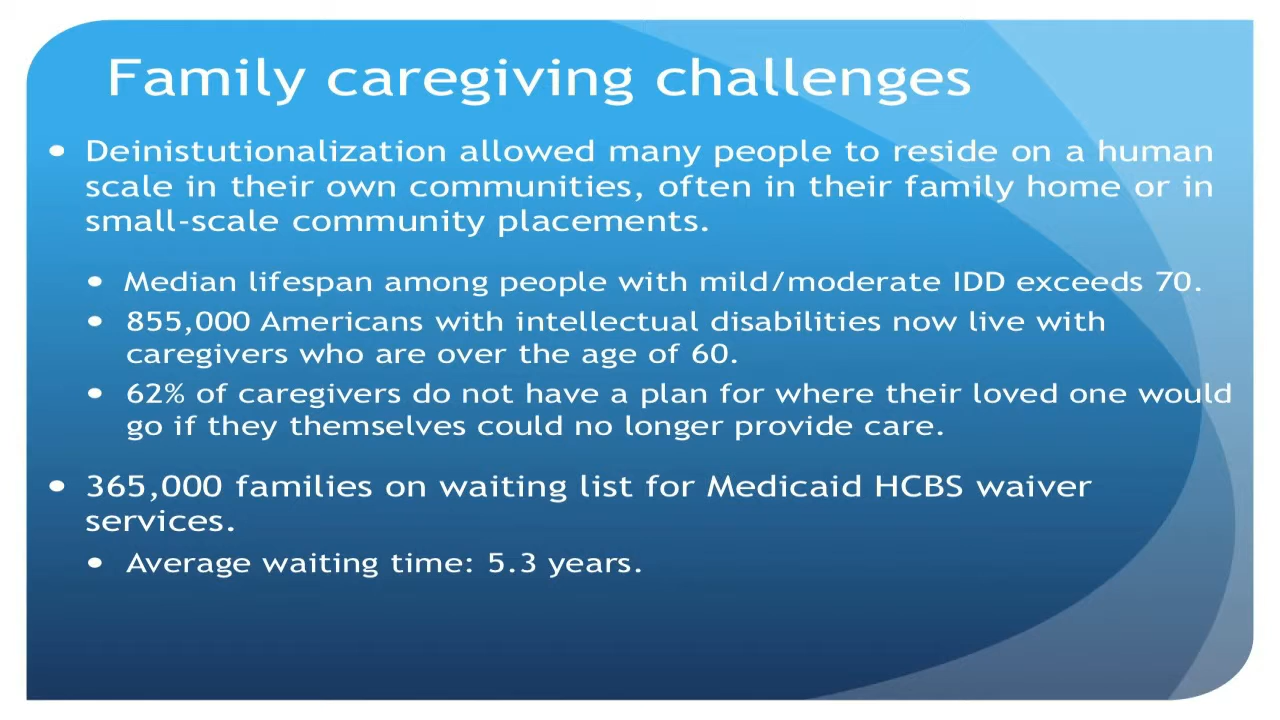 Family caregiving challenges
• Deinistutionalization allowed many people to reside on a human
scale in their own communities, often in their family home or in
small-scale community placements.
• Median lifespan among people with mild/moderate IDD exceeds 70.
• 855,000 Americans with intellectual disabilities now live with
caregivers who are over the age of 60.
• 62% of caregivers do not have a plan for where their loved one would
go if they themselves could no longer provide care.
• 365,000 families on waiting list for Medicaid HCBS waiver
services.
• Average waiting time: 5.3 years.